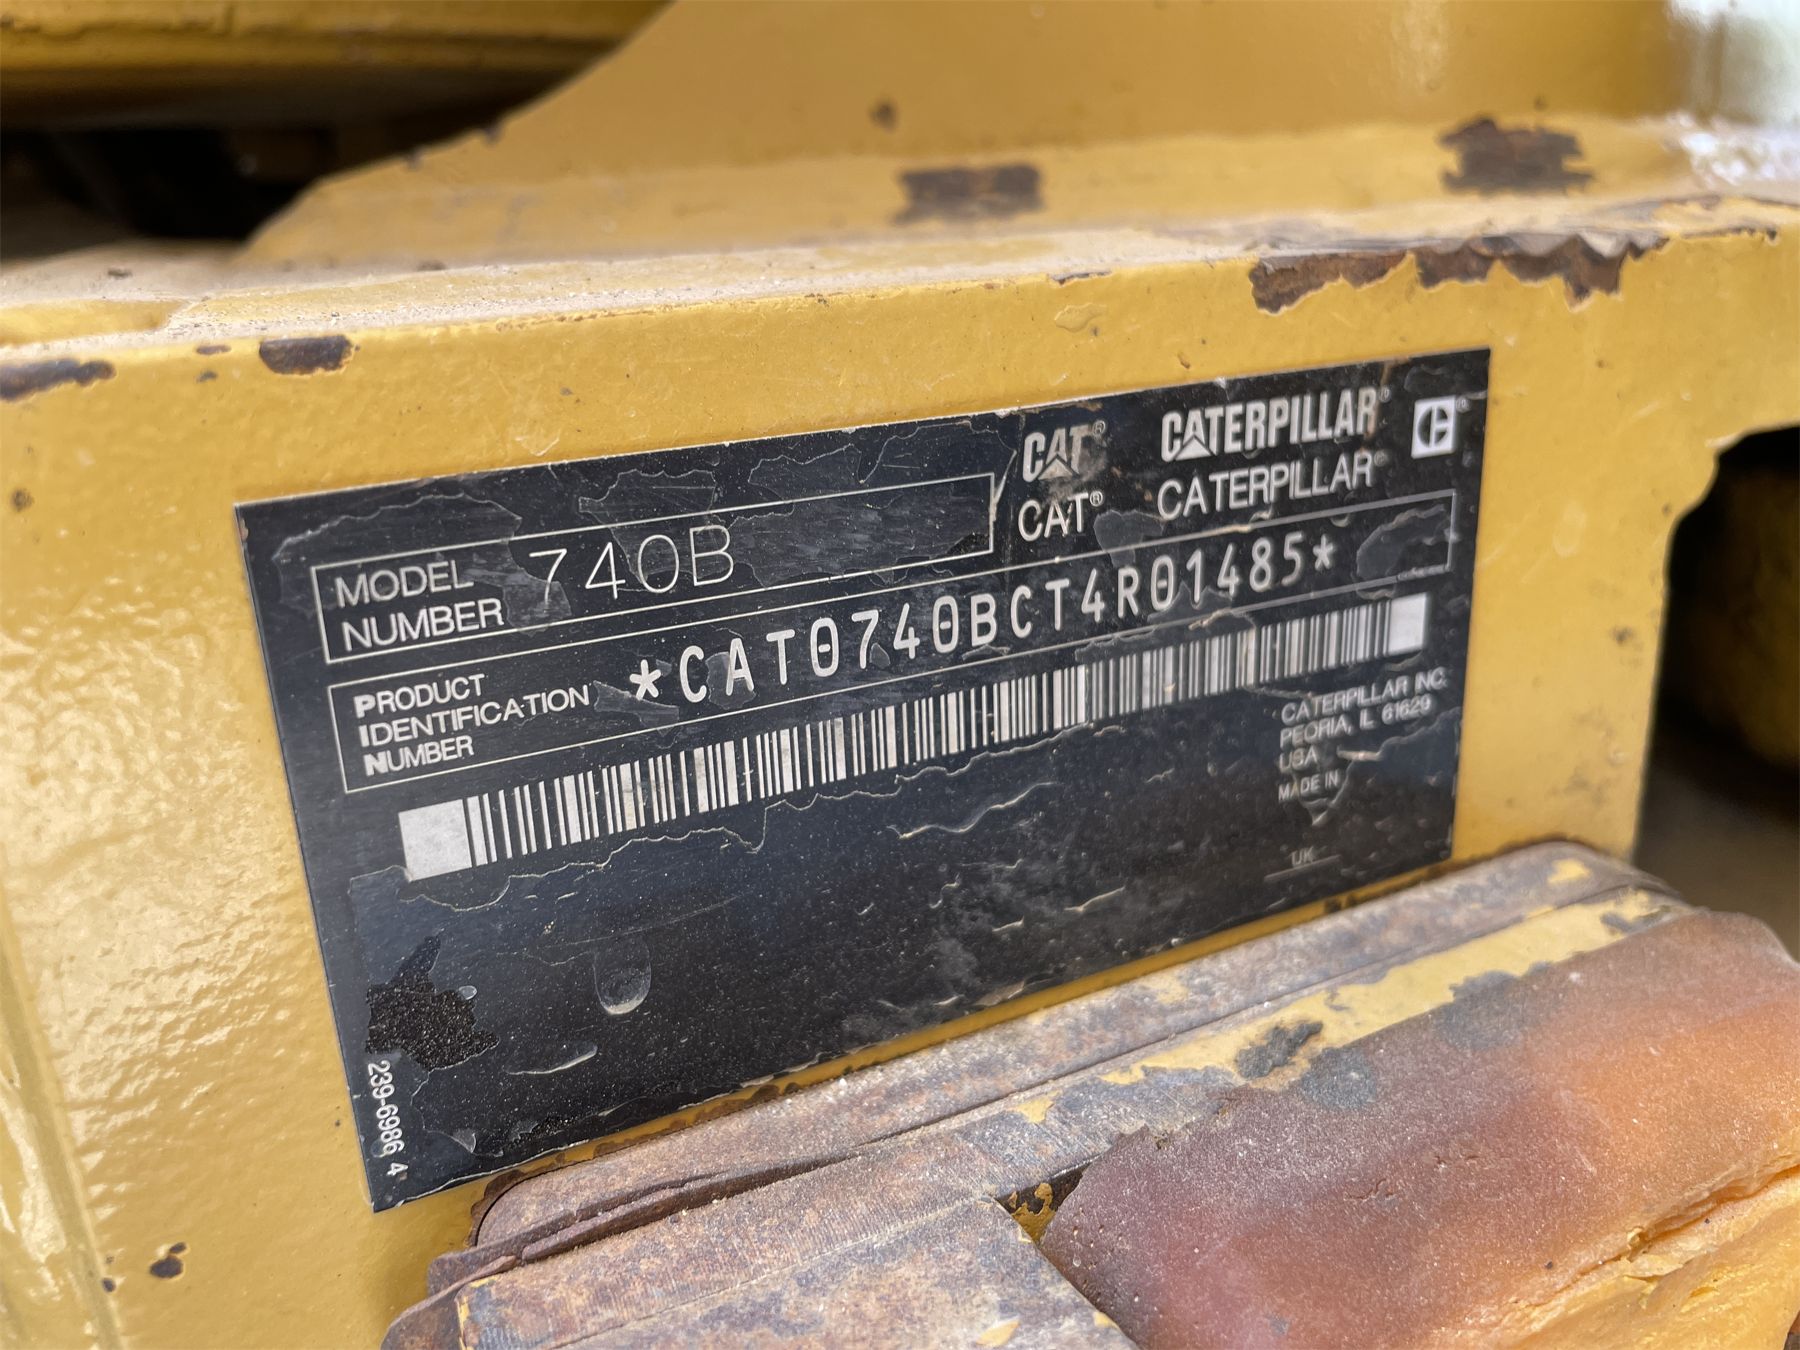 CAT® CATERPILLAR®
CAT® CATERPILLAR®
MODEL NUMBER 740B
PRODUCT IDENTIFICATION NUMBER *CAT0740BCT4R01485*
CATERPILLAR INC.
PEORIA, IL 61629
USA
MADE IN
UK
239-6986 4